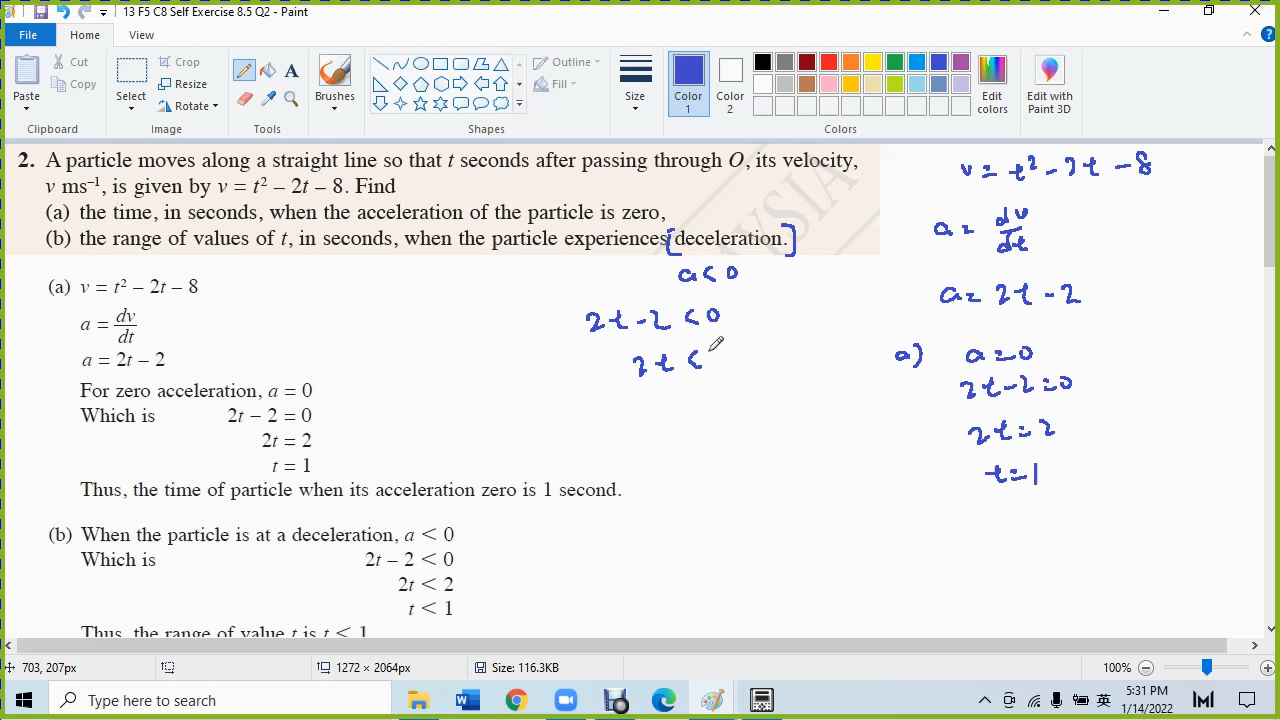 13 F5 C8 Self Exercise 8.5 Q2 - Paint
File Home View
Paste Cut Copy Clipboard
Select Crop Resize Rotate Image
Tools
Brushes
Outline Fill Shapes
Size
Color 1 Color 2 Edit colors Colors
Edit with Paint 3D
2. A particle moves along a straight line so that t seconds after passing through O, its velocity,
v ms⁻¹, is given by v = t² – 2t – 8. Find
(a) the time, in seconds, when the acceleration of the particle is zero,
(b) the range of values of t, in seconds, when the particle experiences [deceleration.]
MALAYSIA
a < 0
2t - 2 < 0
2t <
v = t² - 2t - 8
a = dv/dt
a = 2t - 2
a) a = 0
2t - 2 = 0
2t = 2
t = 1
(a) v = t² – 2t – 8
a = dv/dt
a = 2t – 2
For zero acceleration, a = 0
Which is 2t – 2 = 0
2t = 2
t = 1
Thus, the time of particle when its acceleration zero is 1 second.
(b) When the particle is at a deceleration, a < 0
Which is 2t – 2 < 0
2t < 2
t < 1
Thus, the range of value t is t < 1
703, 207px 1272 × 2064px Size: 116.3KB 100%
Type here to search
英
5:31 PM
1/14/2022